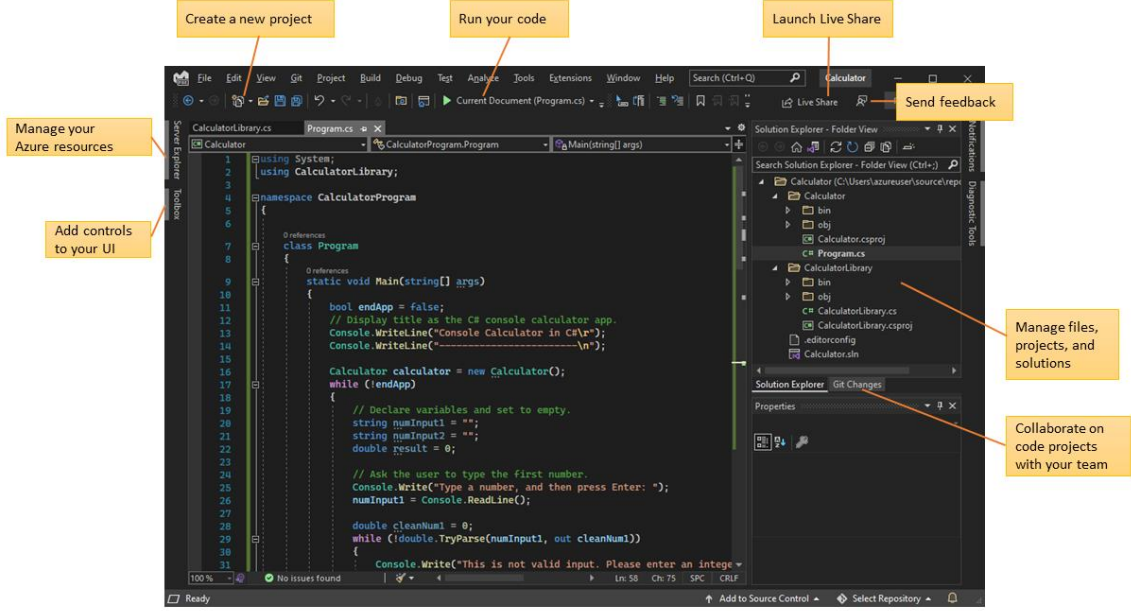 Create a new project
Run your code
Launch Live Share
File Edit View Git Project Build Debug Test Analyze Tools Extensions Window Help Search (Ctrl+Q) Calculator
Current Document (Program.cs) Live Share
Send feedback
Manage your
Azure resources
Add controls
to your UI
Server Explorer
Toolbox
CalculatorLibrary.cs Program.cs
Calculator CalculatorProgram.Program Main(string[] args)
1 using System;
2 using CalculatorLibrary;
3
4 namespace CalculatorProgram
5 {
6
0 references
7 class Program
8 {
0 references
9 static void Main(string[] args)
10 {
11 bool endApp = false;
12 // Display title as the C# console calculator app.
13 Console.WriteLine("Console Calculator in C#\r");
14 Console.WriteLine("------------------------\n");
15
16 Calculator calculator = new Calculator();
17 while (!endApp)
18 {
19 // Declare variables and set to empty.
20 string numInput1 = "";
21 string numInput2 = "";
22 double result = 0;
23
24 // Ask the user to type the first number.
25 Console.Write("Type a number, and then press Enter: ");
26 numInput1 = Console.ReadLine();
27
28 double cleanNum1 = 0;
29 while (!double.TryParse(numInput1, out cleanNum1))
30 {
31 Console.Write("This is not valid input. Please enter an intege
100 % No issues found Ln: 58 Ch: 75 SPC CRLF
Solution Explorer - Folder View
Search Solution Explorer - Folder View (Ctrl+;)
Calculator (C:\Users\azureuser\source\repo
Calculator
bin
obj
Calculator.csproj
C# Program.cs
CalculatorLibrary
bin
obj
C# CalculatorLibrary.cs
CalculatorLibrary.csproj
.editorconfig
Calculator.sln
Solution Explorer Git Changes
Properties
Notifications
Diagnostic Tools
Manage files,
projects, and
solutions
Collaborate on
code projects
with your team
Ready Add to Source Control Select Repository